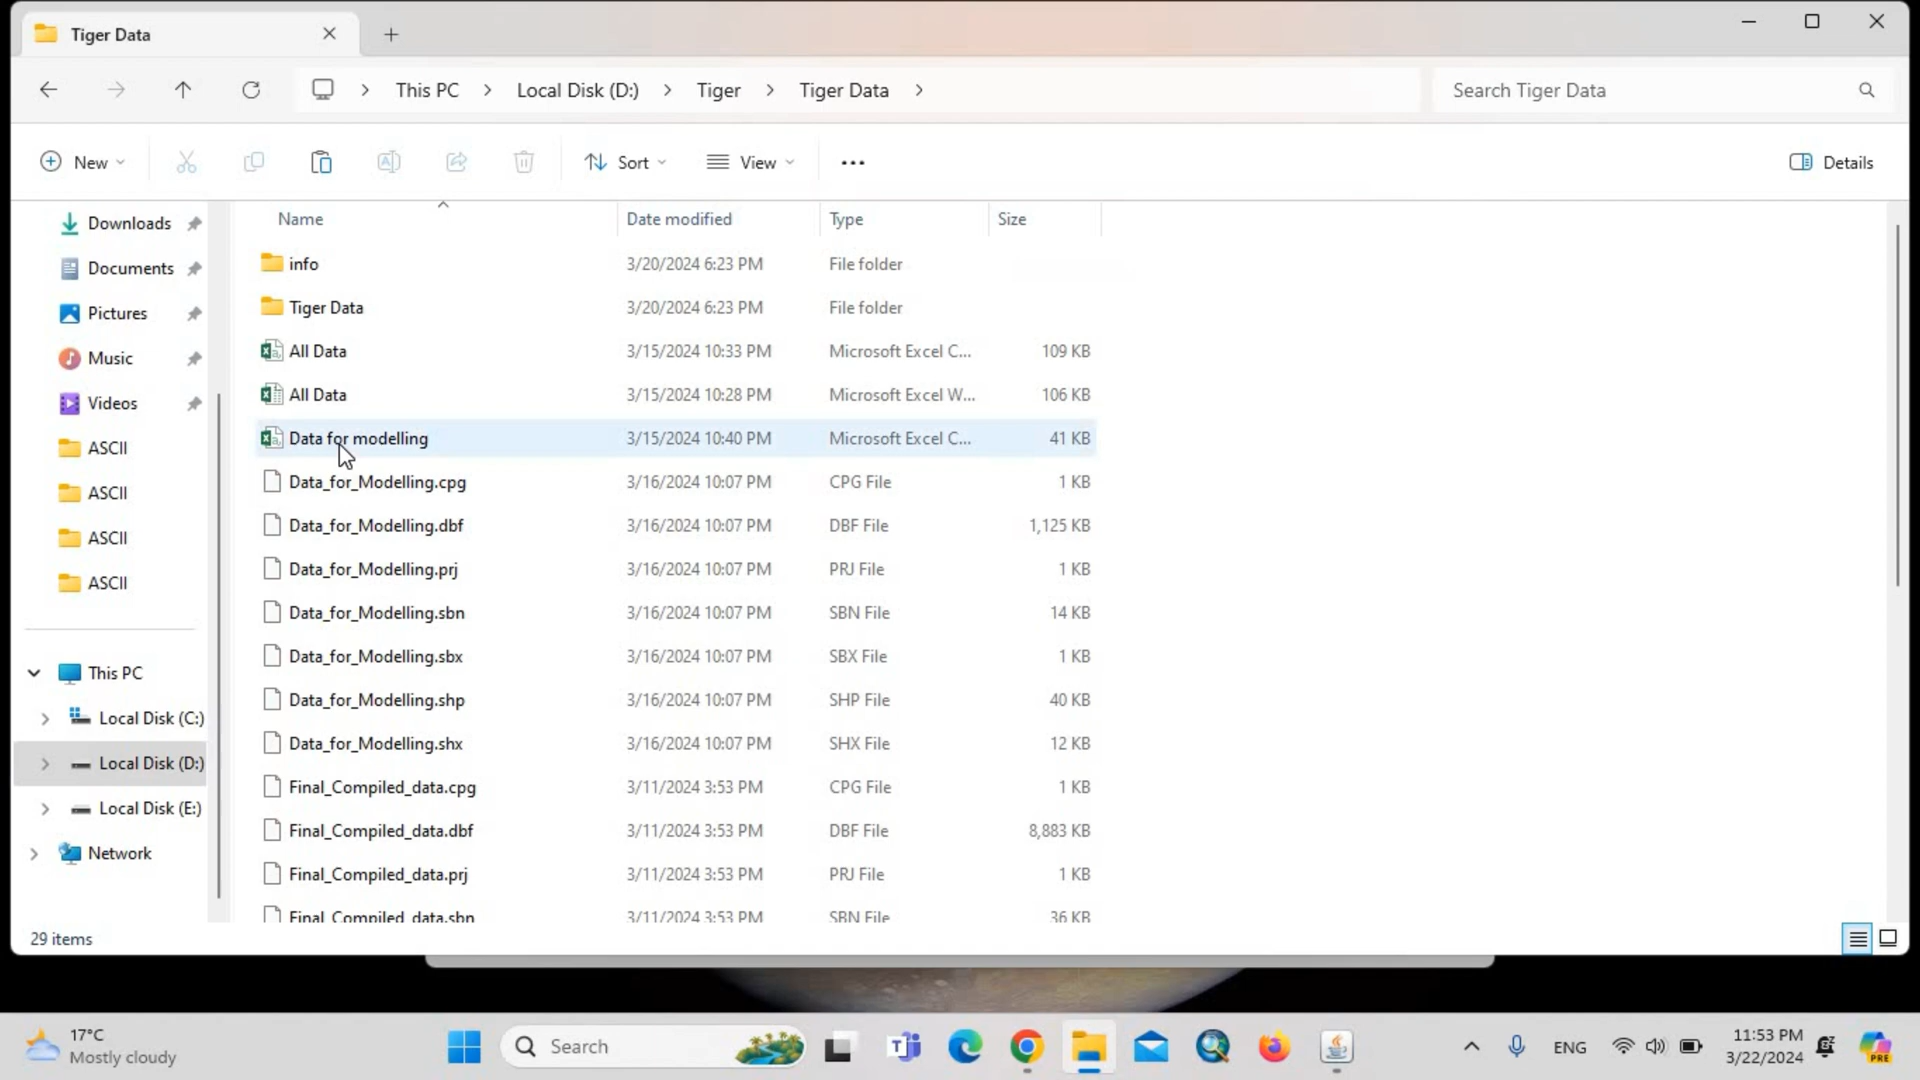 Tiger Data
This PC
Local Disk (D:)
Tiger
Tiger Data
Search Tiger Data
New
Sort
View
Details
Name
Date modified
Type
Size
Downloads
Documents
Pictures
Music
Videos
ASCII
ASCII
ASCII
ASCII
This PC
Local Disk (C:)
Local Disk (D:)
Local Disk (E:)
Network
info 3/20/2024 6:23 PM File folder
Tiger Data 3/20/2024 6:23 PM File folder
All Data 3/15/2024 10:33 PM Microsoft Excel C... 109 KB
All Data 3/15/2024 10:28 PM Microsoft Excel W... 106 KB
Data for modelling 3/15/2024 10:40 PM Microsoft Excel C... 41 KB
Data_for_Modelling.cpg 3/16/2024 10:07 PM CPG File 1 KB
Data_for_Modelling.dbf 3/16/2024 10:07 PM DBF File 1,125 KB
Data_for_Modelling.prj 3/16/2024 10:07 PM PRJ File 1 KB
Data_for_Modelling.sbn 3/16/2024 10:07 PM SBN File 14 KB
Data_for_Modelling.sbx 3/16/2024 10:07 PM SBX File 1 KB
Data_for_Modelling.shp 3/16/2024 10:07 PM SHP File 40 KB
Data_for_Modelling.shx 3/16/2024 10:07 PM SHX File 12 KB
Final_Compiled_data.cpg 3/11/2024 3:53 PM CPG File 1 KB
Final_Compiled_data.dbf 3/11/2024 3:53 PM DBF File 8,883 KB
Final_Compiled_data.prj 3/11/2024 3:53 PM PRJ File 1 KB
Final_Compiled_data.sbn 3/11/2024 3:53 PM SBN File 36 KB
29 items
17°C
Mostly cloudy
Search
ENG
11:53 PM
3/22/2024
PRE